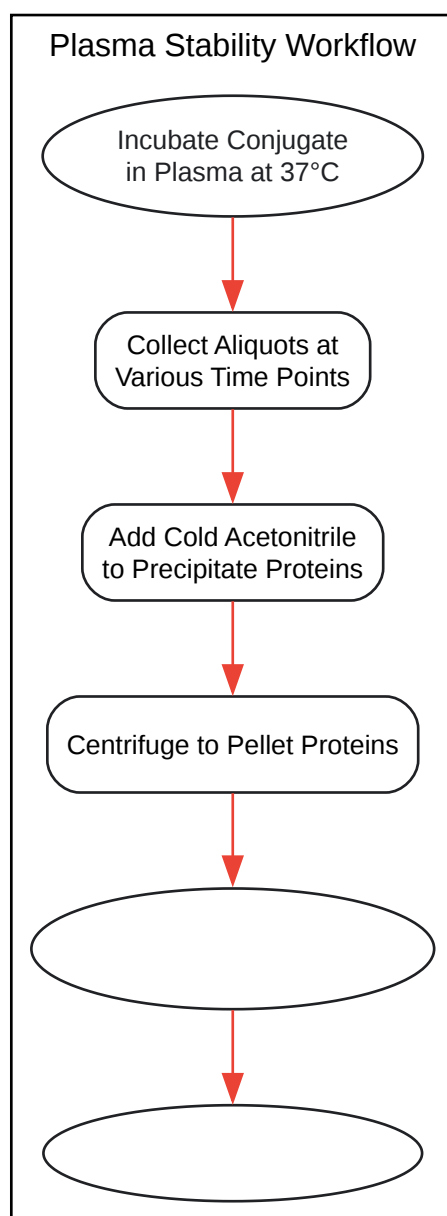 Plasma Stability Workflow
Incubate Conjugate
in Plasma at 37°C
Collect Aliquots at
Various Time Points
Add Cold Acetonitrile
to Precipitate Proteins
Centrifuge to Pellet Proteins